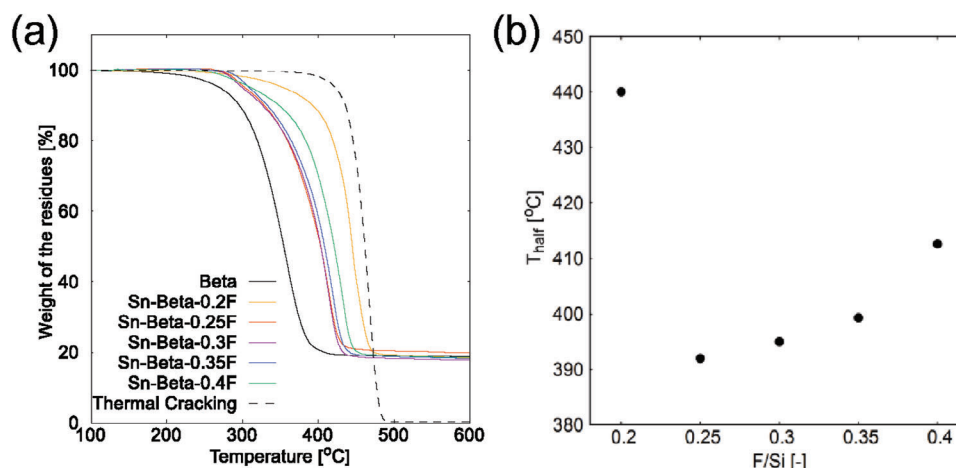 (a)
100
80
60
40
20
0
Weight of the residues [%]
Beta
Sn-Beta-0.2F
Sn-Beta-0.25F
Sn-Beta-0.3F
Sn-Beta-0.35F
Sn-Beta-0.4F
Thermal Cracking
100 200 300 400 500 600
Temperature [°C]
(b)
450
440
430
420
410
400
390
380
T_half [°C]
0.2 0.25 0.3 0.35 0.4
F/Si [-]